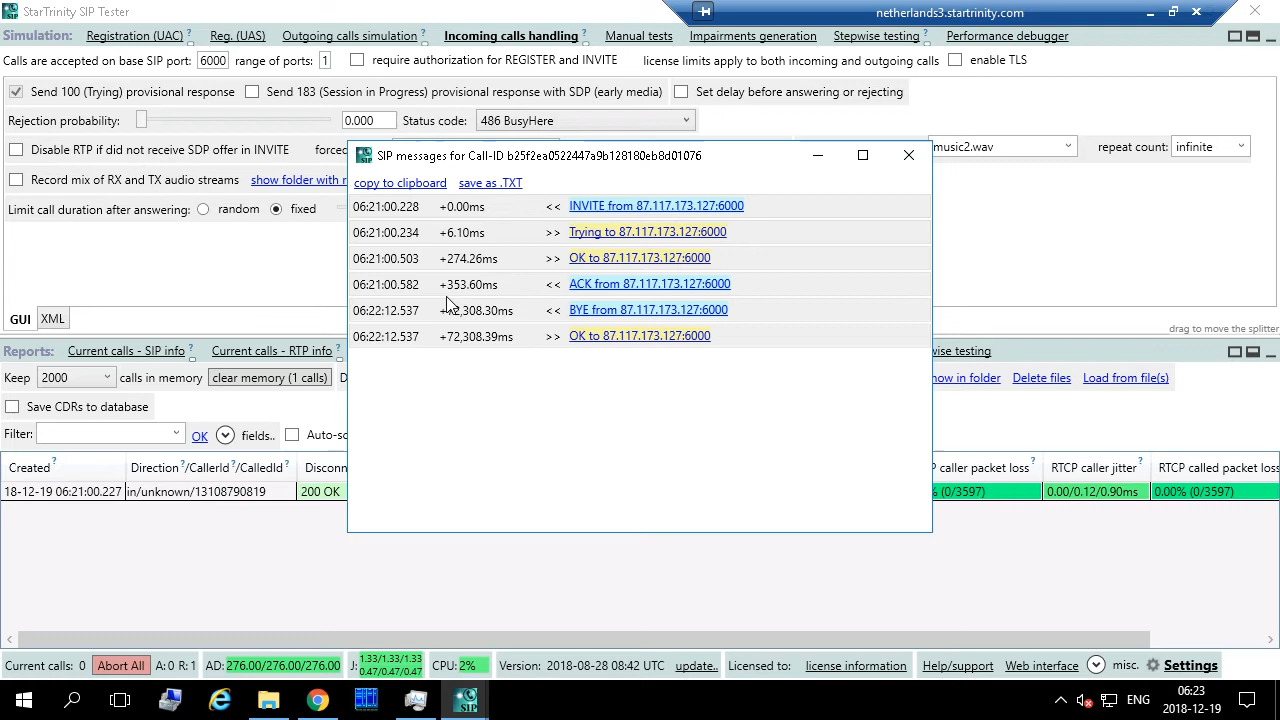 StarTrinity SIP Tester
netherlands3.startrinity.com
Simulation: Registration (UAC) ? Reg. (UAS) Outgoing calls simulation ? Incoming calls handling ? Manual tests Impairments generation Stepwise testing ? Performance debugger
Calls are accepted on base SIP port: 6000 range of ports: 1 require authorization for REGISTER and INVITE license limits apply to both incoming and outgoing calls enable TLS
Send 100 (Trying) provisional response Send 183 (Session in Progress) provisional response with SDP (early media) Set delay before answering or rejecting
Rejection probability: 0.000 Status code: 486 BusyHere
Disable RTP if did not receive SDP offer in INVITE forced music2.wav repeat count: infinite
Record mix of RX and TX audio streams show folder with r
Limit call duration after answering: random fixed
SIP messages for Call-ID b25f2ea0522447a9b128180eb8d01076
copy to clipboard save as .TXT
06:21:00.228 +0.00ms << INVITE from 87.117.173.127:6000
06:21:00.234 +6.10ms >> Trying to 87.117.173.127:6000
06:21:00.503 +274.26ms >> OK to 87.117.173.127:6000
06:21:00.582 +353.60ms << ACK from 87.117.173.127:6000
06:22:12.537 +72,308.30ms << BYE from 87.117.173.127:6000
06:22:12.537 +72,308.39ms >> OK to 87.117.173.127:6000
GUI XML
drag to move the splitter
Reports: Current calls - SIP info ? Current calls - RTP info ? wise testing
Keep 2000 calls in memory clear memory (1 calls) D now in folder Delete files Load from file(s)
Save CDRs to database
Filter: OK fields.. Auto-sc
Created ? Direction ?/CallerId ?/CalledId ? Disconn P caller packet loss ? RTCP caller jitter ? RTCP called packet loss
18-12-19 06:21:00.227 in/unknown/13108790819 200 OK % (0/3597) 0.00/0.12/0.90ms 0.00% (0/3597)
Current calls: 0 Abort All A: 0 R: 1 AD: 276.00/276.00/276.00 J: 1.33/1.33/1.33 0.47/0.47/0.47 CPU: 2% Version: 2018-08-28 08:42 UTC update.. Licensed to: license information Help/support Web interface misc. Settings
SIP ENG 06:23
2018-12-19